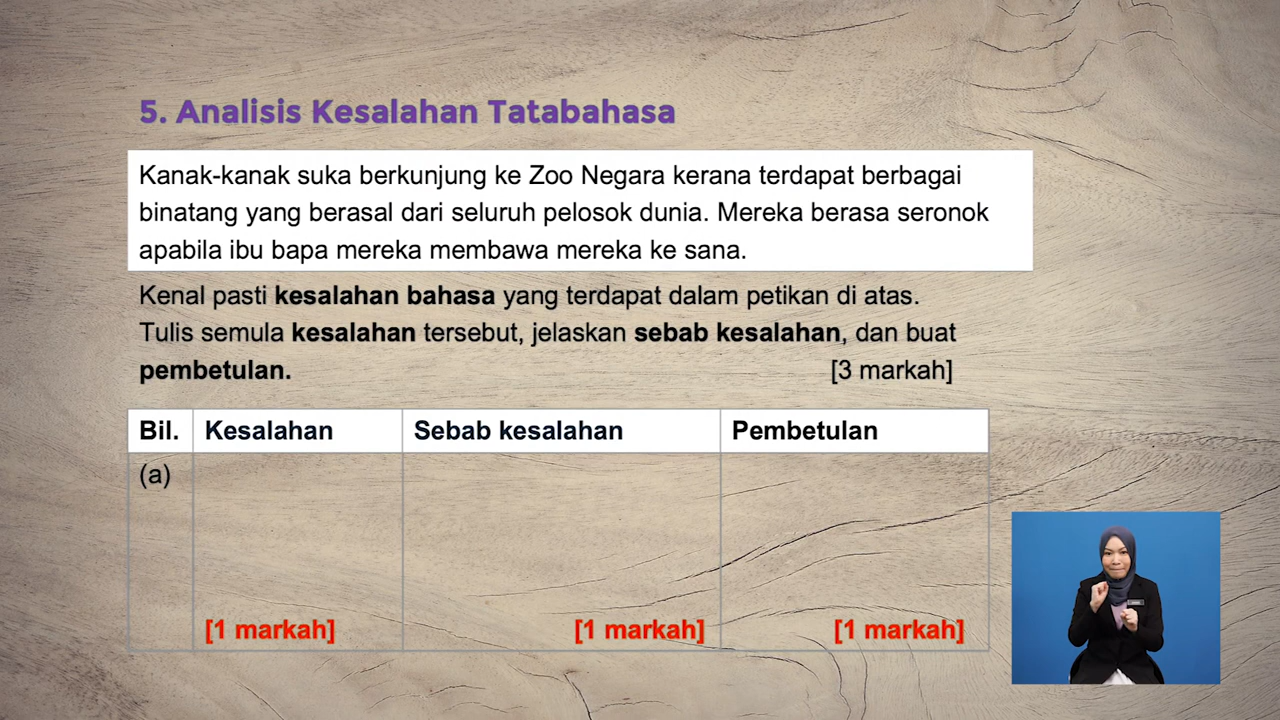 5. Analisis Kesalahan Tatabahasa
Kanak-kanak suka berkunjung ke Zoo Negara kerana terdapat berbagai
binatang yang berasal dari seluruh pelosok dunia. Mereka berasa seronok
apabila ibu bapa mereka membawa mereka ke sana.
Kenal pasti kesalahan bahasa yang terdapat dalam petikan di atas.
Tulis semula kesalahan tersebut, jelaskan sebab kesalahan, dan buat
pembetulan. [3 markah]
Bil. Kesalahan Sebab kesalahan Pembetulan
(a)
[1 markah] [1 markah] [1 markah]